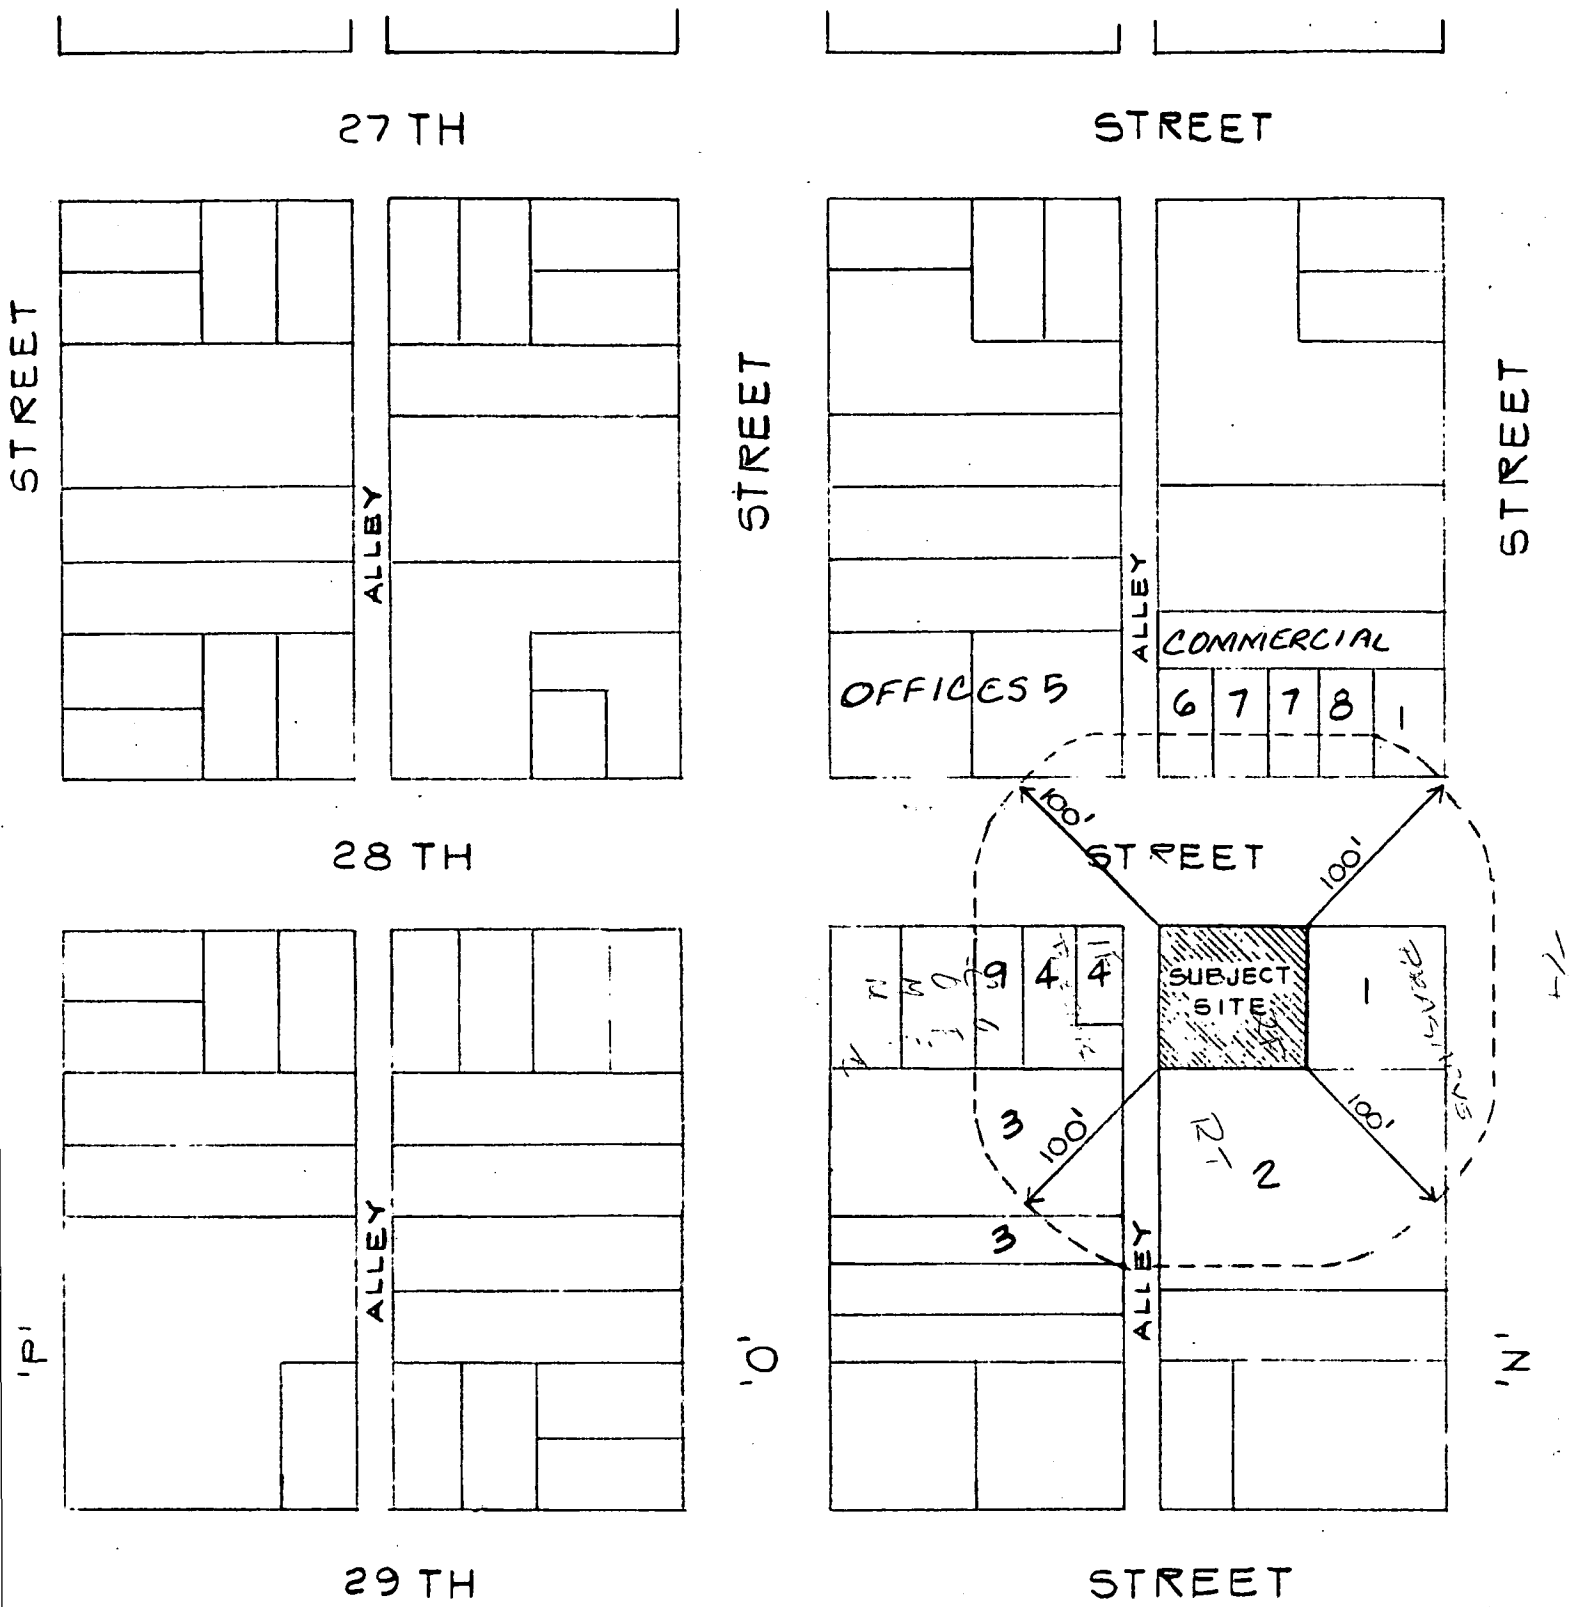 27 TH STREET
STREET
STREET
STREET
ALLEY
ALLEY
COMMERCIAL
OFFICES 5
6 7 7 8 1
28 TH STREET
100'
100'
9 4 4
SUBJECT
SITE
1
3
100'
100'
2
3
ALLEY
ALLEY
'P'
'O'
'N'
29 TH STREET